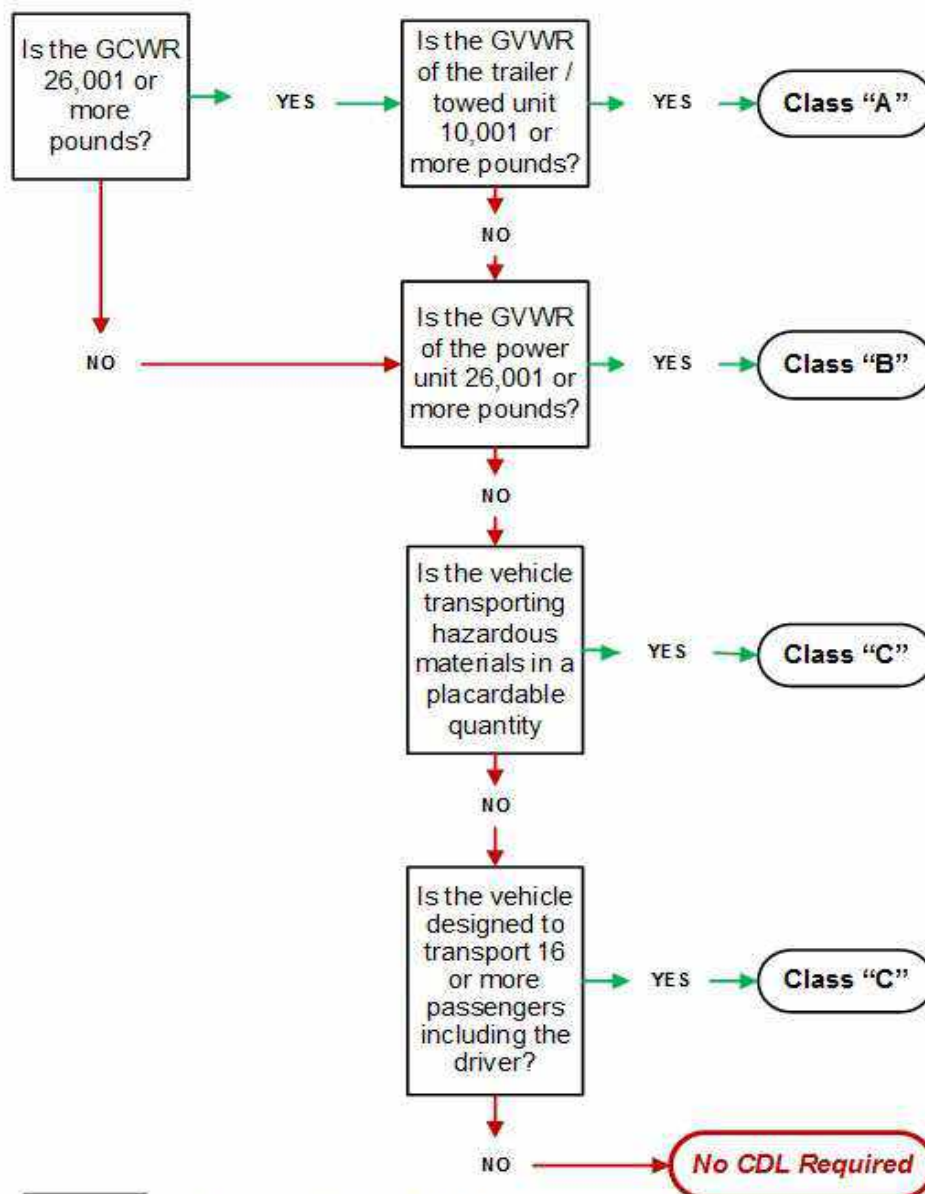 Is the GCWR
26,001 or
more
pounds?
YES
Is the GVWR
of the trailer /
towed unit
10,001 or
more pounds?
YES
Class “A”
NO
NO
Is the GVWR
of the power
unit 26,001 or
more pounds?
YES
Class “B”
NO
Is the vehicle
transporting
hazardous
materials in a
placardable
quantity
YES
Class “C”
NO
Is the vehicle
designed to
transport 16
or more
passengers
including the
driver?
YES
Class “C”
NO
No CDL Required